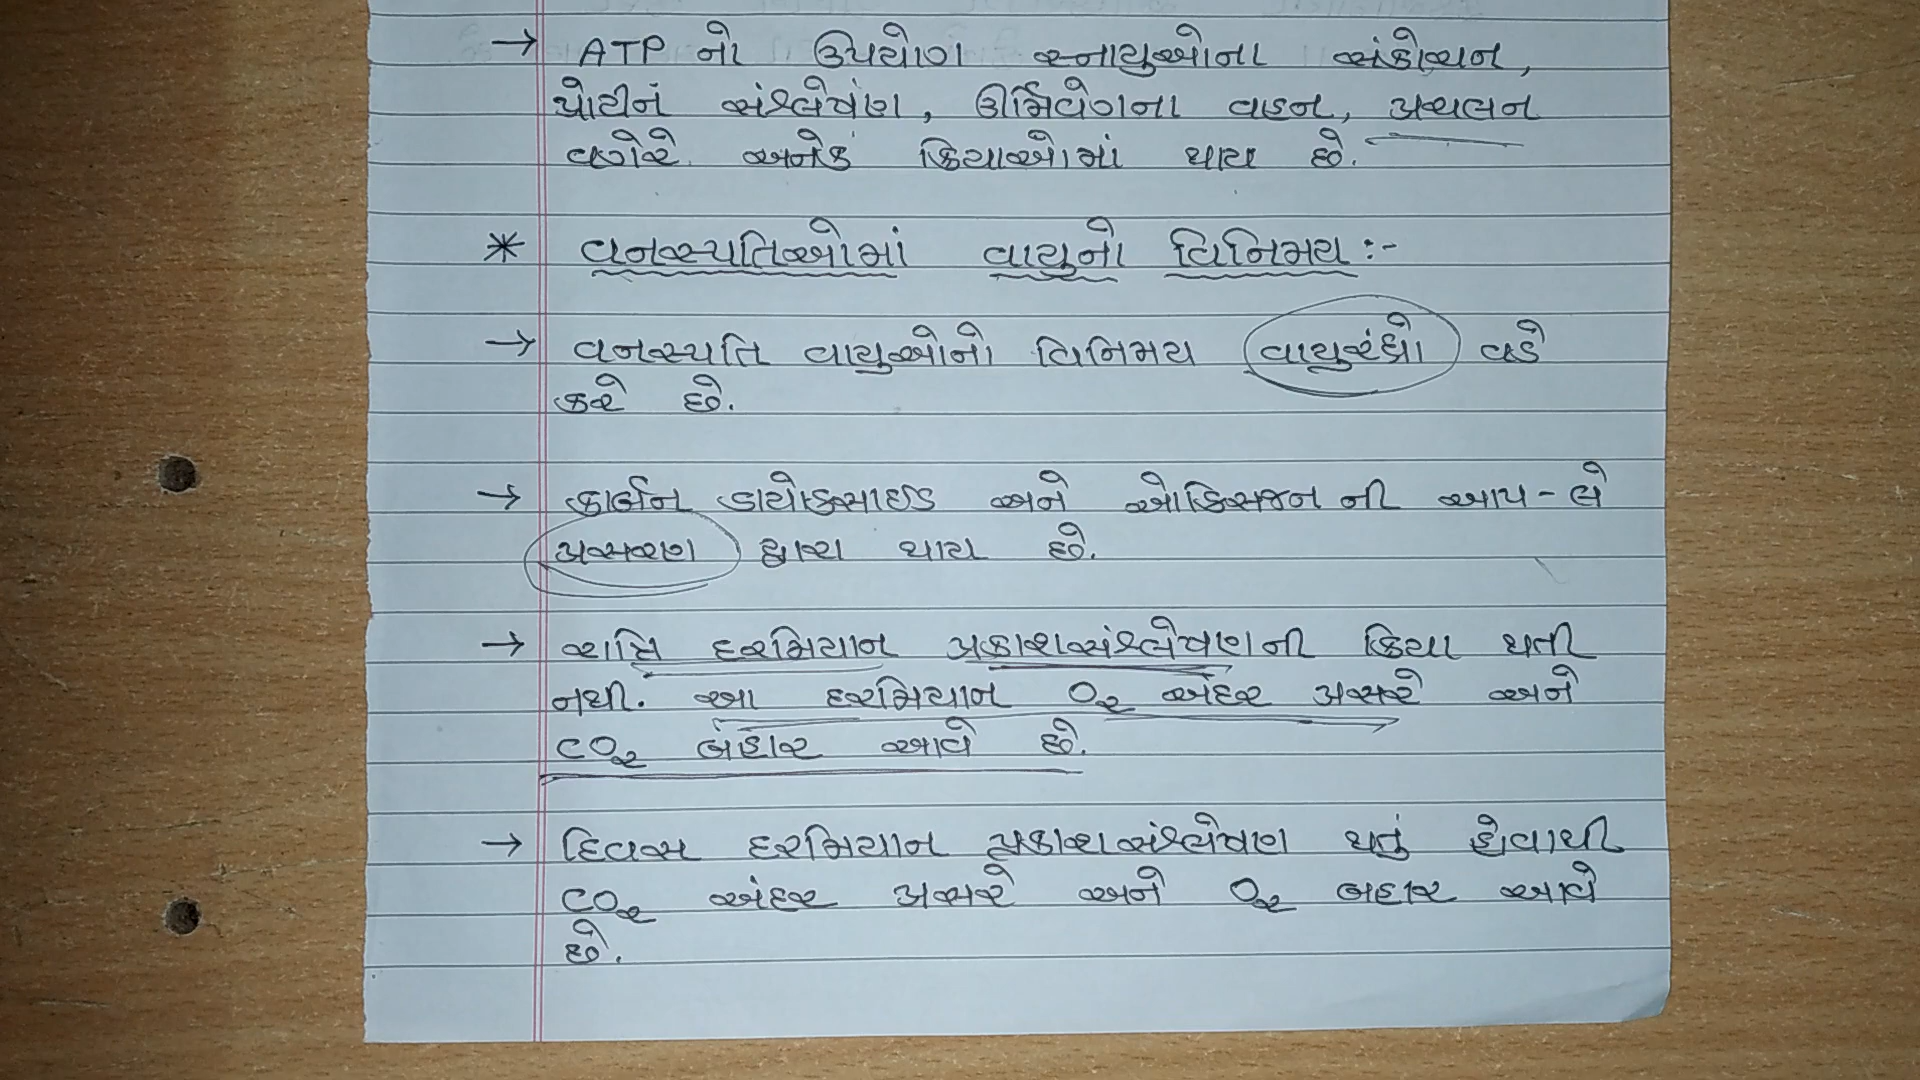 → ATP નો ઉપયોગ સ્નાયુઓના સંકોચન,
પ્રોટીનં સંશ્લેષણ, ઊર્મિવેગના વહન, પ્રચલન
વગેરે અનેક ક્રિયાઓમાં થાય છે.
* વનસ્પતિઓમાં વાયુનો વિનિમય :-
→ વનસ્પતિ વાયુઓનો વિનિમય વાયુરંધ્રો વડે
કરે છે.
→ કાર્બન ડાયોક્સાઇડ અને ઓક્સિજન ની આપ - લે
પ્રસરણ દ્વારા થાય છે.
→ રાત્રિ દરમિયાન પ્રકાશસંશ્લેષણની ક્રિયા થતી
નથી. આ દરમિયાન O₂ અંદર પ્રસરે અને
CO₂ બહાર આવે છે.
→ દિવસ દરમિયાન પ્રકાશસંશ્લેષણ થતું હોવાથી
CO₂ અંદર પ્રસરે અને O₂ બહાર આવે
છે.